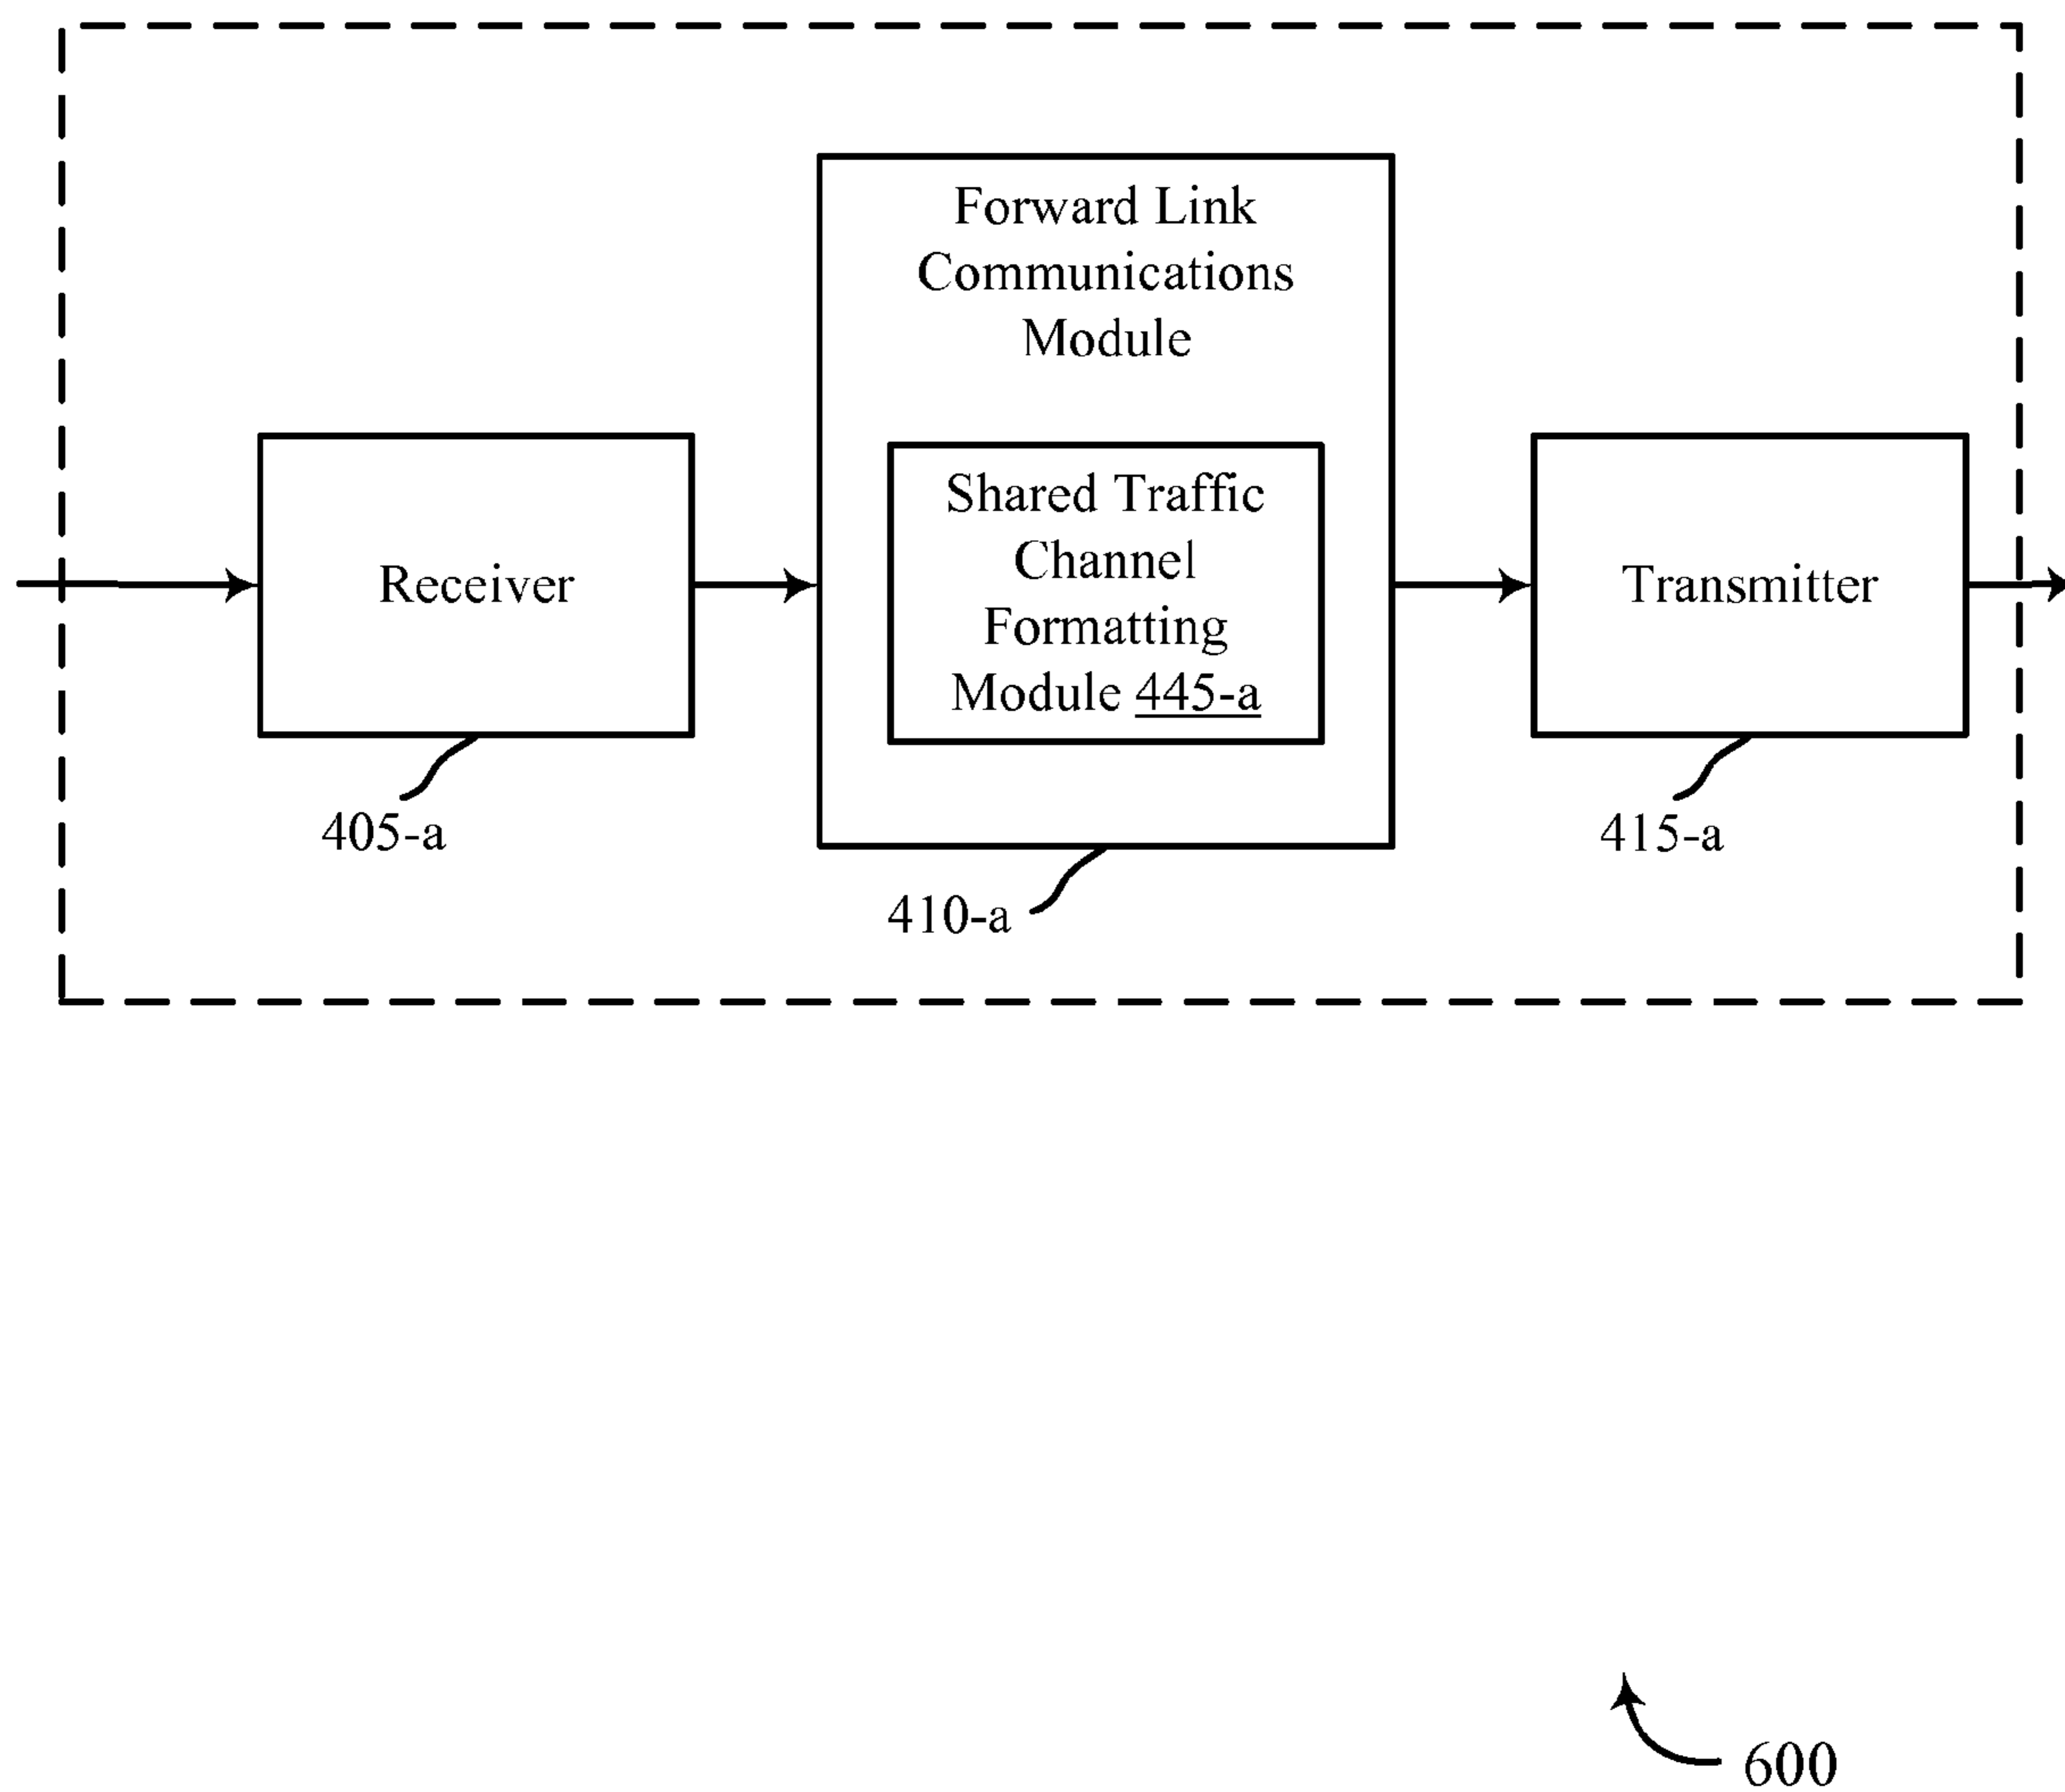 Forward Link
Communications
Module
Shared Traffic
Channel
Formatting
Module 445-a
Receiver
Transmitter
405-a
415-a
410-a
600